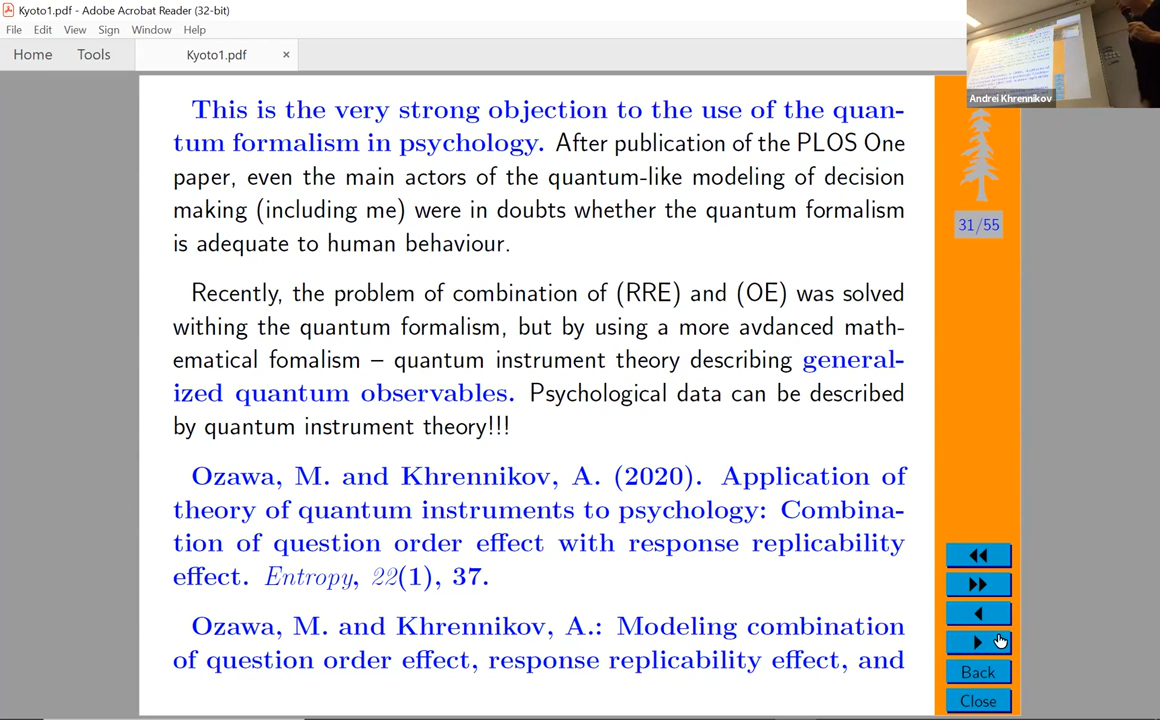 Kyoto1.pdf - Adobe Acrobat Reader (32-bit)
File Edit View Sign Window Help
Home Tools Kyoto1.pdf ×
Andrei Khrennikov
This is the very strong objection to the use of the quan-
tum formalism in psychology. After publication of the PLOS One
paper, even the main actors of the quantum-like modeling of decision
making (including me) were in doubts whether the quantum formalism
is adequate to human behaviour.
31/55
Recently, the problem of combination of (RRE) and (OE) was solved
withing the quantum formalism, but by using a more avdanced math-
ematical fomalism – quantum instrument theory describing general-
ized quantum observables. Psychological data can be described
by quantum instrument theory!!!
Ozawa, M. and Khrennikov, A. (2020). Application of
theory of quantum instruments to psychology: Combina-
tion of question order effect with response replicability
effect. Entropy, 22(1), 37.
Ozawa, M. and Khrennikov, A.: Modeling combination
of question order effect, response replicability effect, and
Back
Close